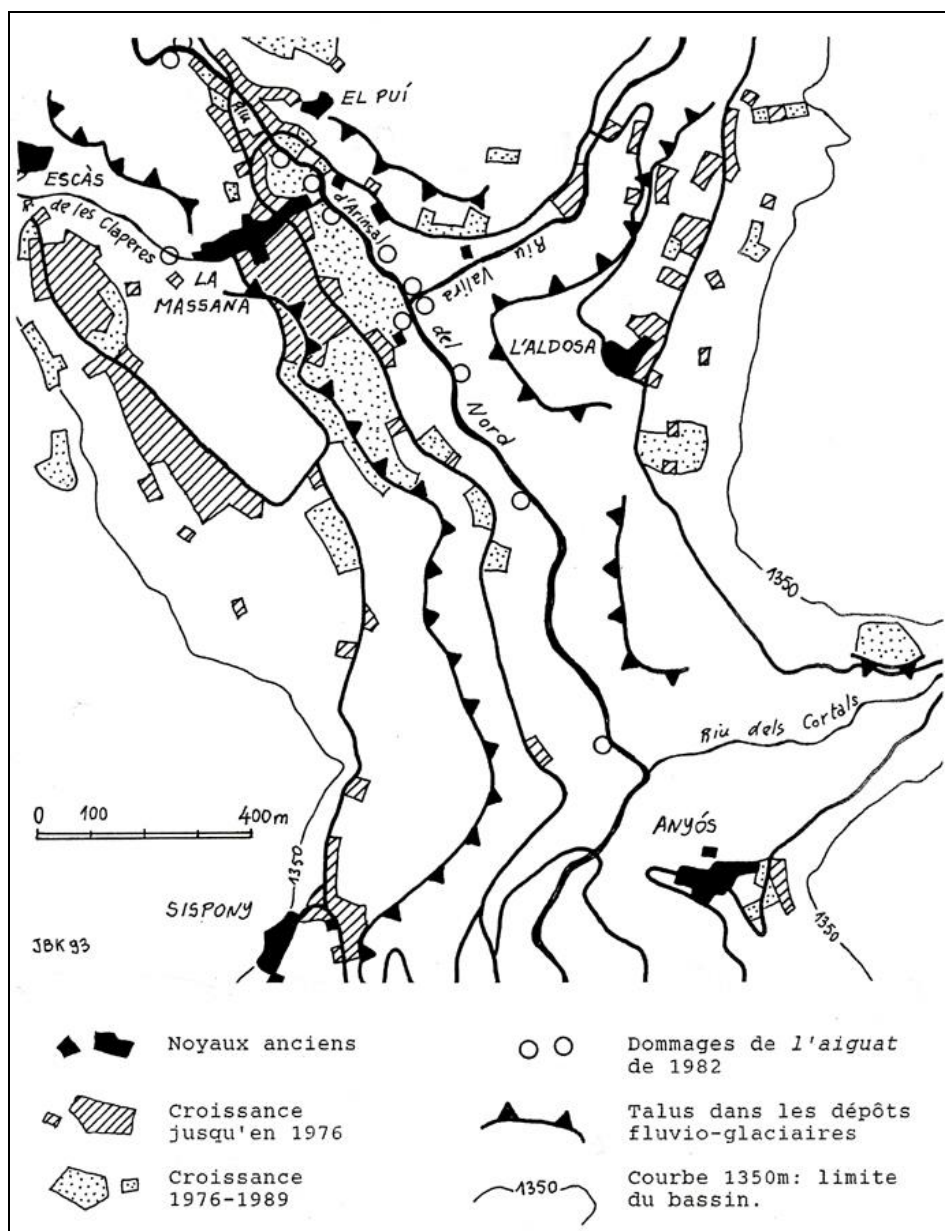 EL PUÍ
ESCÀS
Riu
R. de les Claperes
d'Arinsal
LA
MASSANA
Riu
Valira
del
Nord
L'ALDOSA
1350
Riu dels Cortals
0 100 400m
ANYÓS
1350
SISPONY
1350
JBK 93
Noyaux anciens
Croissance
jusqu'en 1976
Croissance
1976-1989
Dommages de l'aiguat
de 1982
Talus dans les dépôts
fluvio-glaciaires
1350
Courbe 1350m: limite
du bassin.